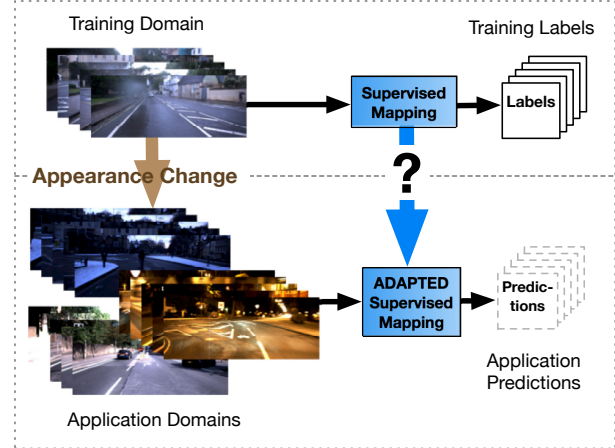 Training Domain
Training Labels
Supervised
Mapping
Labels
?
Appearance Change
ADAPTED
Supervised
Mapping
Predic-
tions
Application Domains
Application
Predictions